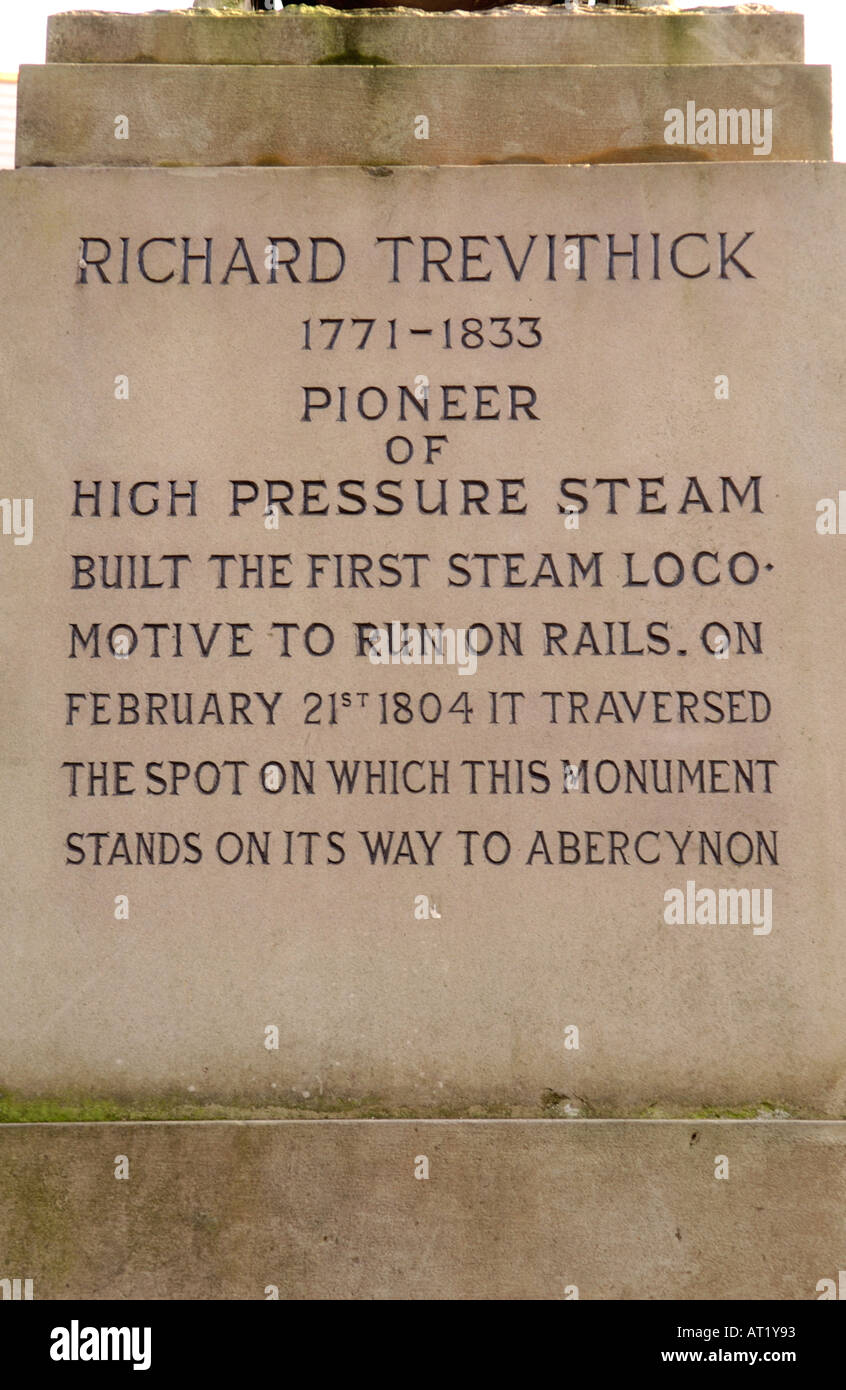 RICHARD TREVITHICK
1771-1833
PIONEER
OF
HIGH PRESSURE STEAM
BUILT THE FIRST STEAM LOCO·
MOTIVE TO RUN ON RAILS. ON
FEBRUARY 21ST 1804 IT TRAVERSED
THE SPOT ON WHICH THIS MONUMENT
STANDS ON ITS WAY TO ABERCYNON
alamy
Image ID: AT1Y93
www.alamy.com